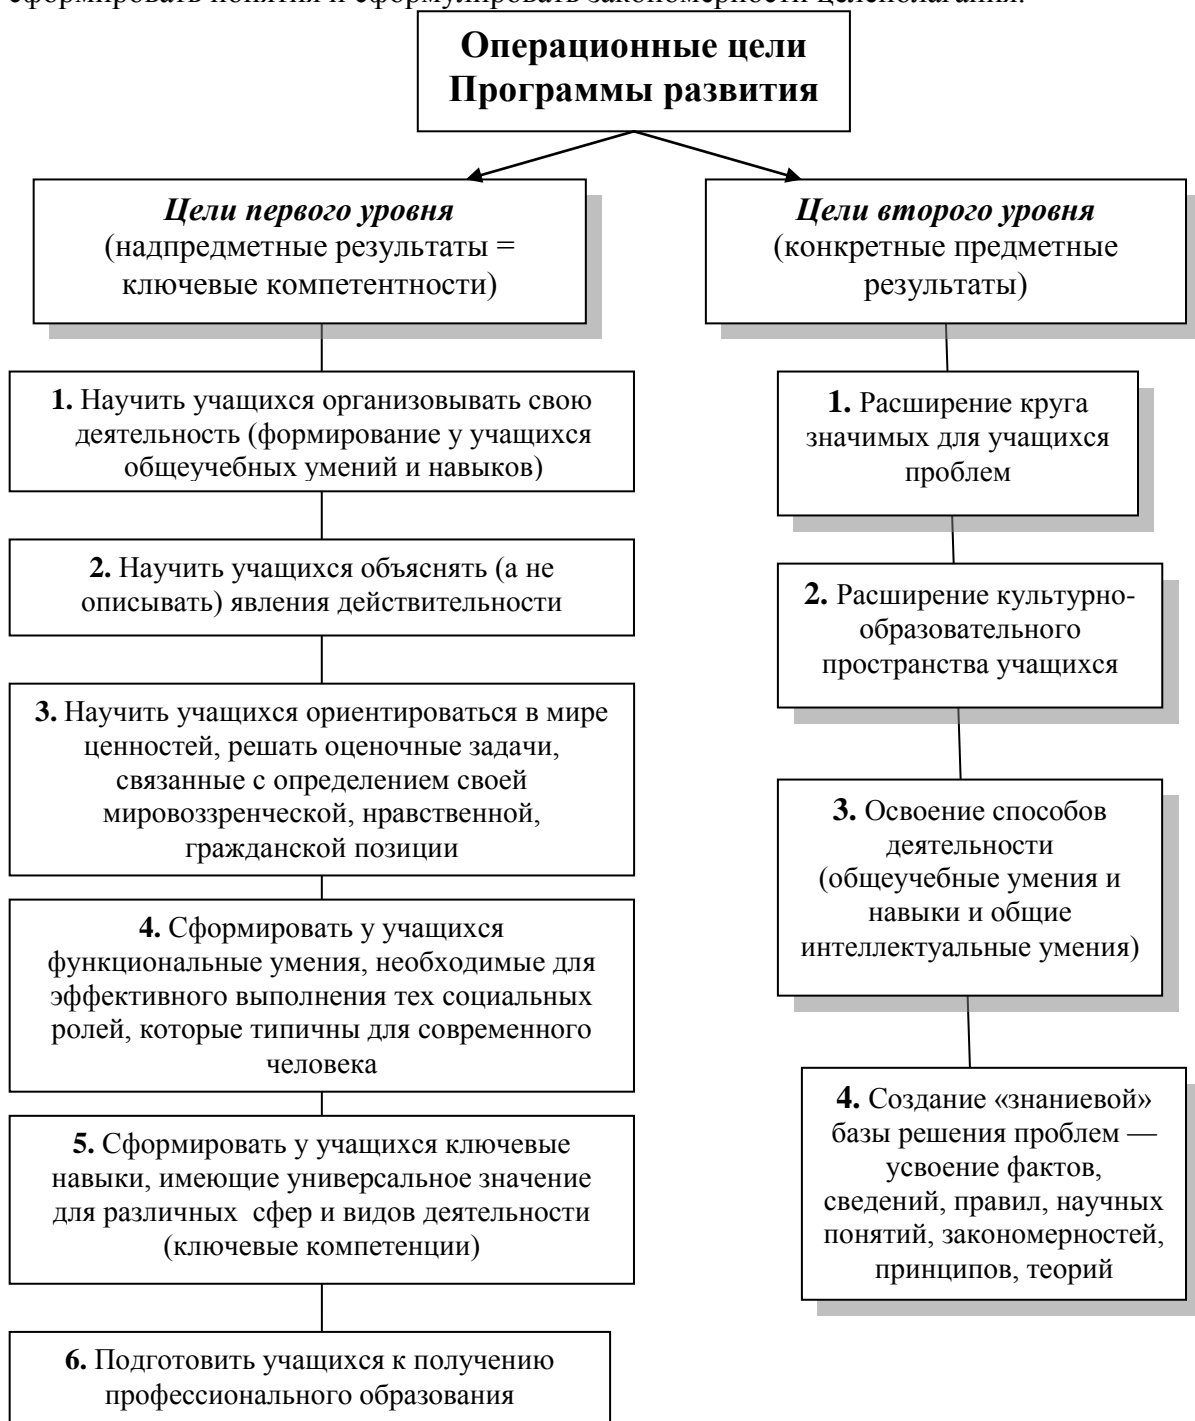 сформировать понятия и сформулировать закономерности целеполагания.
Операционные цели
Программы развития
Цели первого уровня
(надпредметные результаты =
ключевые компетентности)
1. Научить учащихся организовывать свою
деятельность (формирование у учащихся
общеучебных умений и навыков)
2. Научить учащихся объяснять (а не
описывать) явления действительности
3. Научить учащихся ориентироваться в мире
ценностей, решать оценочные задачи,
связанные с определением своей
мировоззренческой, нравственной,
гражданской позиции
4. Сформировать у учащихся
функциональные умения, необходимые для
эффективного выполнения тех социальных
ролей, которые типичны для современного
человека
5. Сформировать у учащихся ключевые
навыки, имеющие универсальное значение
для различных сфер и видов деятельности
(ключевые компетенции)
6. Подготовить учащихся к получению
профессионального образования
Цели второго уровня
(конкретные предметные
результаты)
1. Расширение круга
значимых для учащихся
проблем
2. Расширение культурно-
образовательного
пространства учащихся
3. Освоение способов
деятельности
(общеучебные умения и
навыки и общие
интеллектуальные умения)
4. Создание «знаниевой»
базы решения проблем —
усвоение фактов,
сведений, правил, научных
понятий, закономерностей,
принципов, теорий